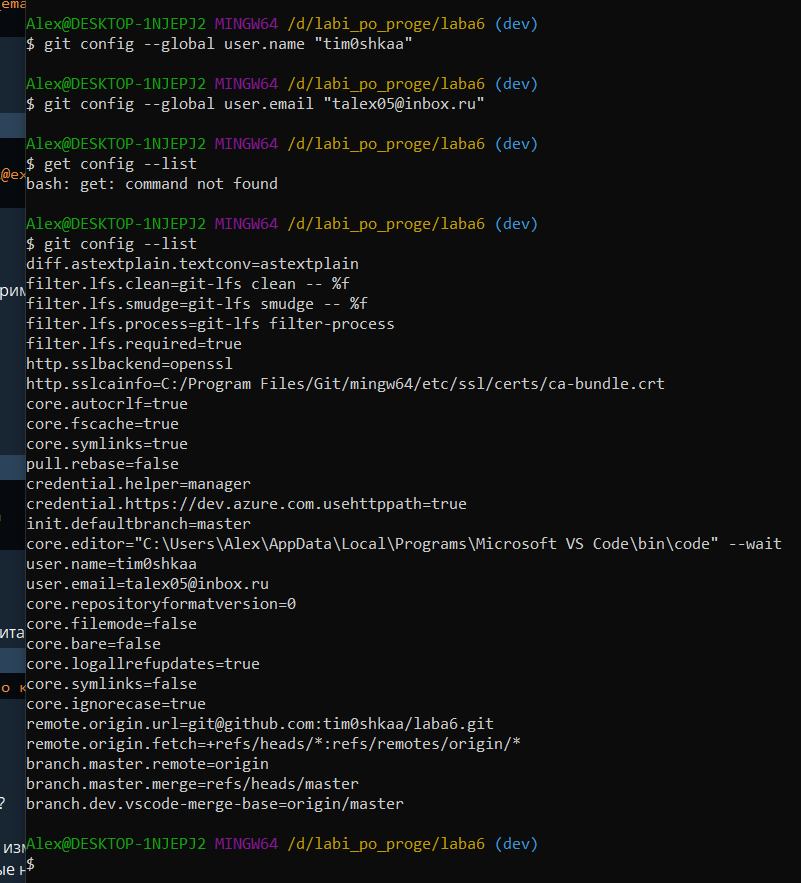 Alex@DESKTOP-1NJEPJ2 MINGW64 /d/labi_po_proge/laba6 (dev)
$ git config --global user.name "tim0shkaa"
Alex@DESKTOP-1NJEPJ2 MINGW64 /d/labi_po_proge/laba6 (dev)
$ git config --global user.email "talex05@inbox.ru"
Alex@DESKTOP-1NJEPJ2 MINGW64 /d/labi_po_proge/laba6 (dev)
$ get config --list
bash: get: command not found
Alex@DESKTOP-1NJEPJ2 MINGW64 /d/labi_po_proge/laba6 (dev)
$ git config --list
diff.astextplain.textconv=astextplain
filter.lfs.clean=git-lfs clean -- %f
filter.lfs.smudge=git-lfs smudge -- %f
filter.lfs.process=git-lfs filter-process
filter.lfs.required=true
http.sslbackend=openssl
http.sslcainfo=C:/Program Files/Git/mingw64/etc/ssl/certs/ca-bundle.crt
core.autocrlf=true
core.fscache=true
core.symlinks=true
pull.rebase=false
credential.helper=manager
credential.https://dev.azure.com.usehttppath=true
init.defaultbranch=master
core.editor="C:\Users\Alex\AppData\Local\Programs\Microsoft VS Code\bin\code" --wait
user.name=tim0shkaa
user.email=talex05@inbox.ru
core.repositoryformatversion=0
core.filemode=false
core.bare=false
core.logallrefupdates=true
core.symlinks=false
core.ignorecase=true
remote.origin.url=git@github.com:tim0shkaa/laba6.git
remote.origin.fetch=+refs/heads/*:refs/remotes/origin/*
branch.master.remote=origin
branch.master.merge=refs/heads/master
branch.dev.vscode-merge-base=origin/master
Alex@DESKTOP-1NJEPJ2 MINGW64 /d/labi_po_proge/laba6 (dev)
$